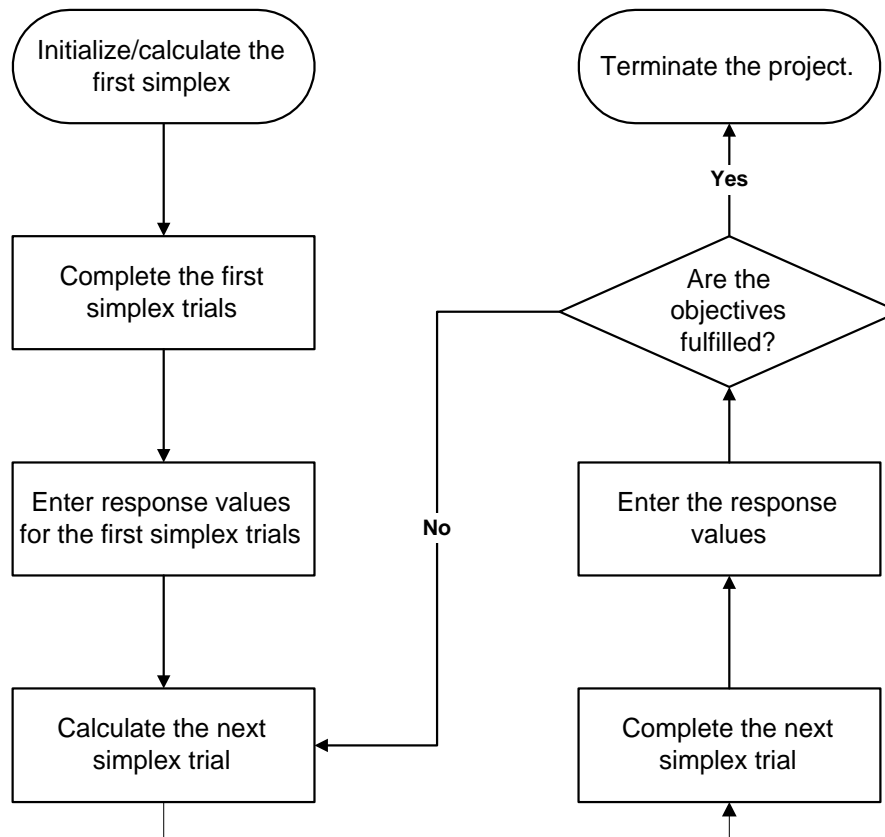 Initialize/calculate the
first simplex
Complete the first
simplex trials
Enter response values
for the first simplex trials
Calculate the next
simplex trial
No
Terminate the project.
Yes
Are the
objectives
fulfilled?
Enter the response
values
Complete the next
simplex trial